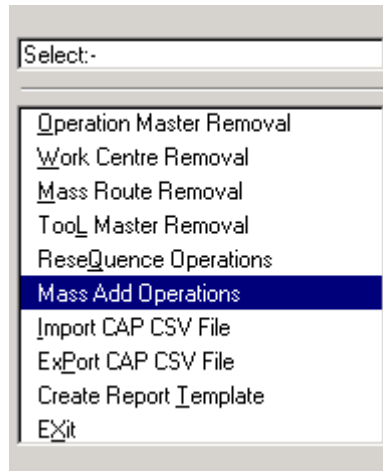 Select:-
Operation Master Removal
Work Centre Removal
Mass Route Removal
TooL Master Removal
ReseQuence Operations
Mass Add Operations
Import CAP CSV File
ExPort CAP CSV File
Create Report Template
EXit